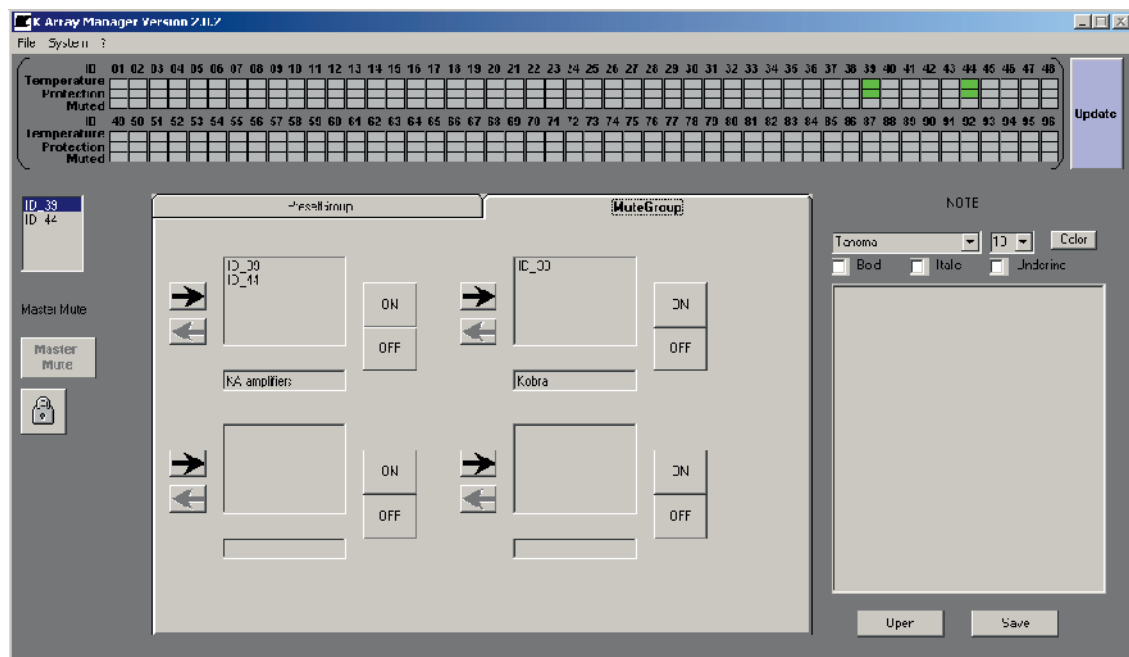 K Array Manager Version 2.0.2
File System ?
ID 01 02 03 04 05 06 07 08 09 10 11 12 13 14 15 16 17 18 19 20 21 22 23 24 25 26 27 28 29 30 31 32 33 34 35 36 37 38 39 40 41 42 43 44 45 46 47 48
Temperature
Protection
Muted
ID 49 50 51 52 53 54 55 56 57 58 59 60 61 62 63 64 65 66 67 68 69 70 71 72 73 74 75 76 77 78 79 80 81 82 83 84 85 86 87 88 89 90 91 92 93 94 95 96
Temperature
Protection
Muted
Update
ID_39
ID_44
Master Mute
Master
Mute
PresetGroup
MuteGroup
ID_39
ID_44
ON
OFF
KA amplifiers
ID_39
ON
OFF
Kobra
ON
OFF
ON
OFF
NOTE
Tahoma
10
Color
Bold Italic Underline
Open
Save